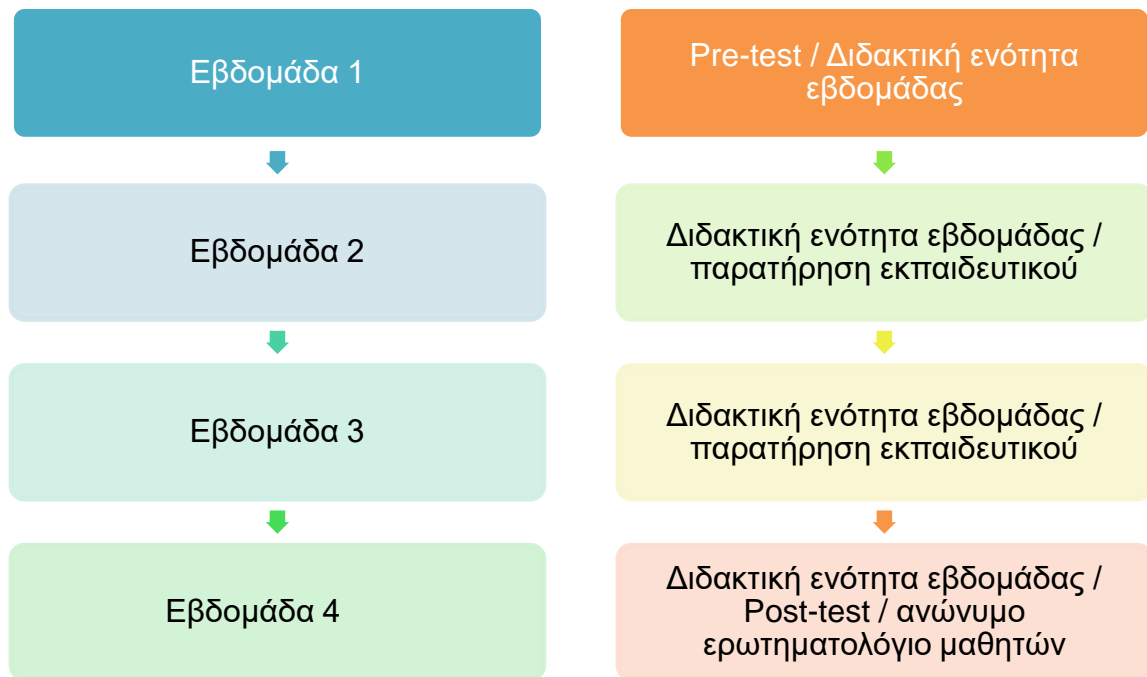 Εβδομάδα 1
Pre-test / Διδακτική ενότητα
εβδομάδας
Εβδομάδα 2
Διδακτική ενότητα εβδομάδας /
παρατήρηση εκπαιδευτικού
Εβδομάδα 3
Διδακτική ενότητα εβδομάδας /
παρατήρηση εκπαιδευτικού
Εβδομάδα 4
Διδακτική ενότητα εβδομάδας /
Post-test / ανώνυμο
ερωτηματολόγιο μαθητών